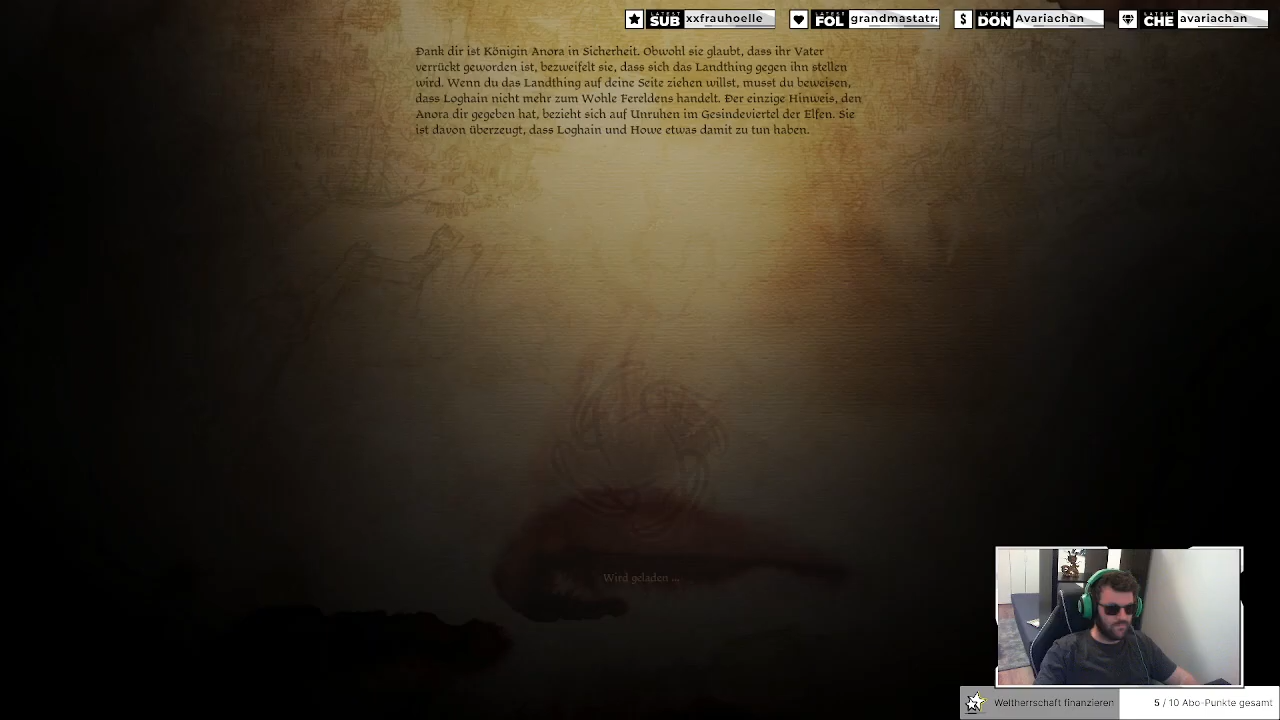 LATEST
SUB
xxfrauhoelle
LATEST
FOL
grandmastatr
LATEST
DON
Avariachan
LATEST
CHE
avariachan
Dank dir ist Königin Anora in Sicherheit. Obwohl sie glaubt, dass ihr Vater
verrückt geworden ist, bezweifelt sie, dass sich das Landthing gegen ihn stellen
wird. Wenn du das Landthing auf deine Seite ziehen willst, musst du beweisen,
dass Loghain nicht mehr zum Wohle Fereldens handelt. Der einzige Hinweis, den
Anora dir gegeben hat, bezieht sich auf Unruhen im Gesindeviertel der Elfen. Sie
ist davon überzeugt, dass Loghain und Howe etwas damit zu tun haben.
Wird geladen ...
Weltherrschaft finanzieren
5 / 10 Abo-Punkte gesamt